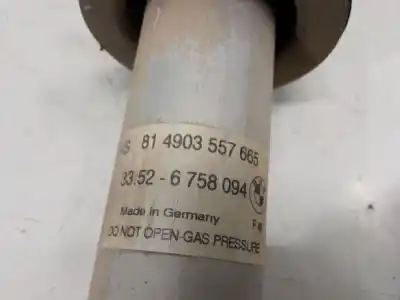 81 4903 557 665
33.52 - 6 758 094
Made in Germany
DO NOT OPEN-GAS PRESSURE